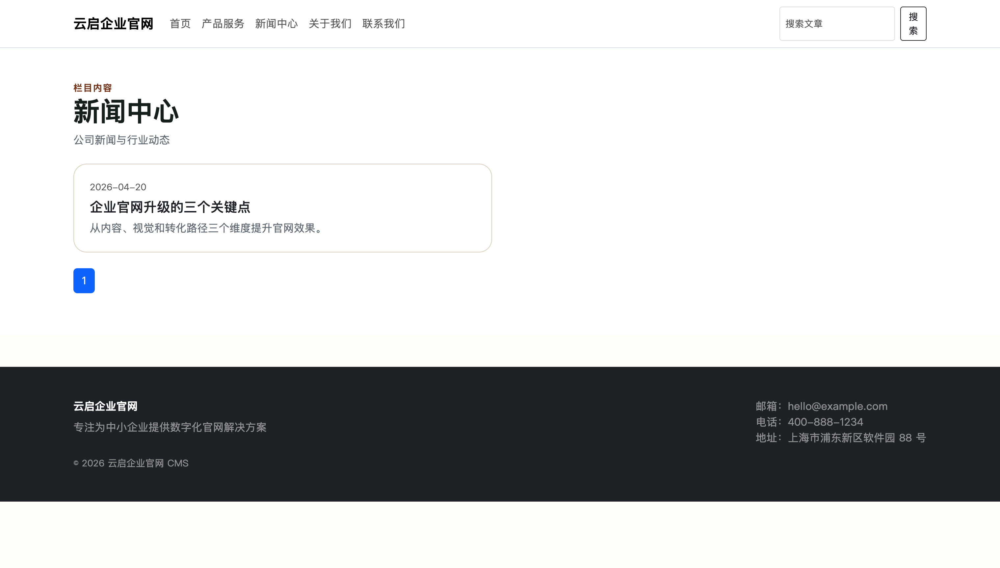 云启企业官网 首页 产品服务 新闻中心 关于我们 联系我们 搜索文章 搜索
栏目内容
新闻中心
公司新闻与行业动态
2026-04-20
企业官网升级的三个关键点
从内容、视觉和转化路径三个维度提升官网效果。
1
云启企业官网
专注为中小企业提供数字化官网解决方案
邮箱：hello@example.com
电话：400-888-1234
地址：上海市浦东新区软件园 88 号
© 2026 云启企业官网 CMS